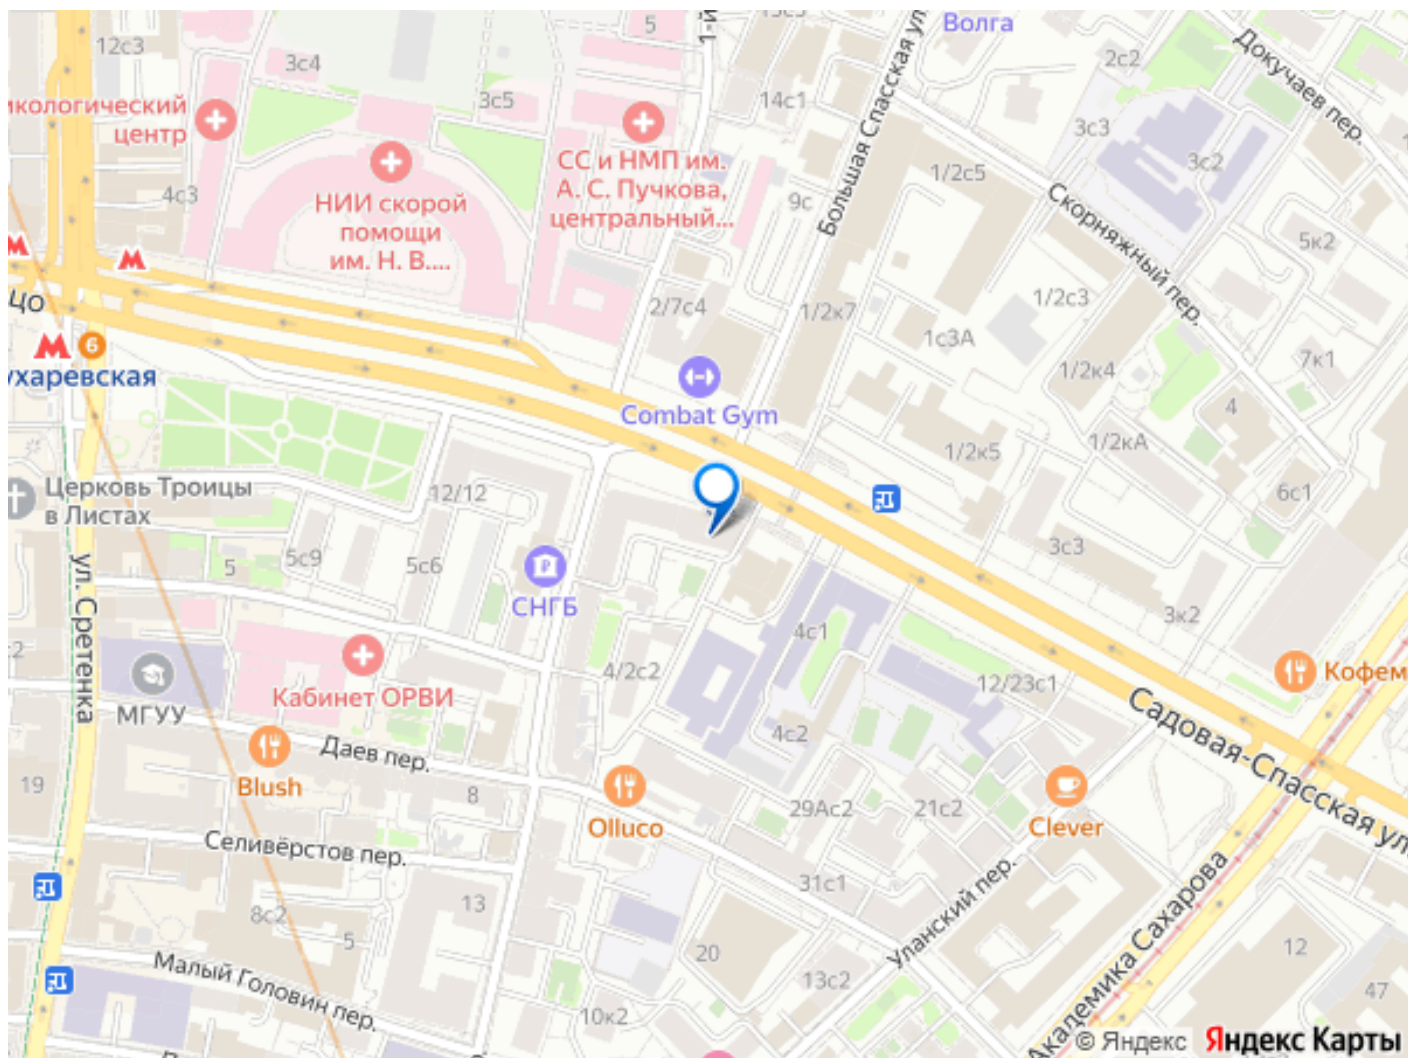 12с3
3с4
5
Волга
2с2
Докучаев пер.
икологический
центр
3с5
14с1
3с3
3с2
4с3
НИИ скорой
помощи
им. Н. В....
СС и НМП им.
А. С. Пучкова,
центральный...
9с
Большая Спасская ул.
1/2с5
Скорняжный пер.
5к2
2/7с4
1/2к7
1/2с3
1с3А
7к1
цо
6
ухаревская
Combat Gym
1/2к4
4
1/2к5
1/2кА
6с1
Церковь Троицы
в Листах
12/12
5с9
5
5с6
СНГБ
3с3
3к2
ул. Сретенка
4с1
4/2с2
Кабинет ОРВИ
МГУУ
12/23с1
Кофем
Садовая-Спасская ул.
4с2
Даев пер.
Blush
19
8
Olluco
29Ас2
21с2
Clever
Селивёрстов пер.
31с1
Уланский пер.
Академика Сахарова
13
8с2
5
20
13с2
12
47
Малый Головин пер.
10к2
© Яндекс Яндекс Карты